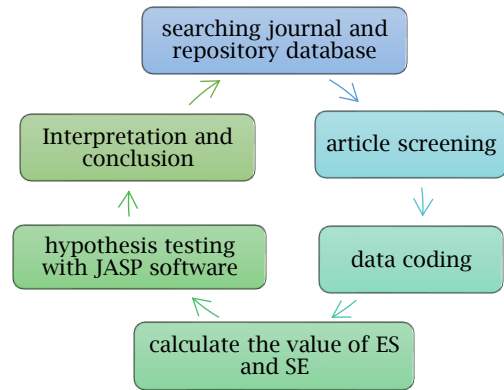 searching journal and
repository database
article screening
data coding
calculate the value of ES
and SE
hypothesis testing
with JASP software
Interpretation and
conclusion